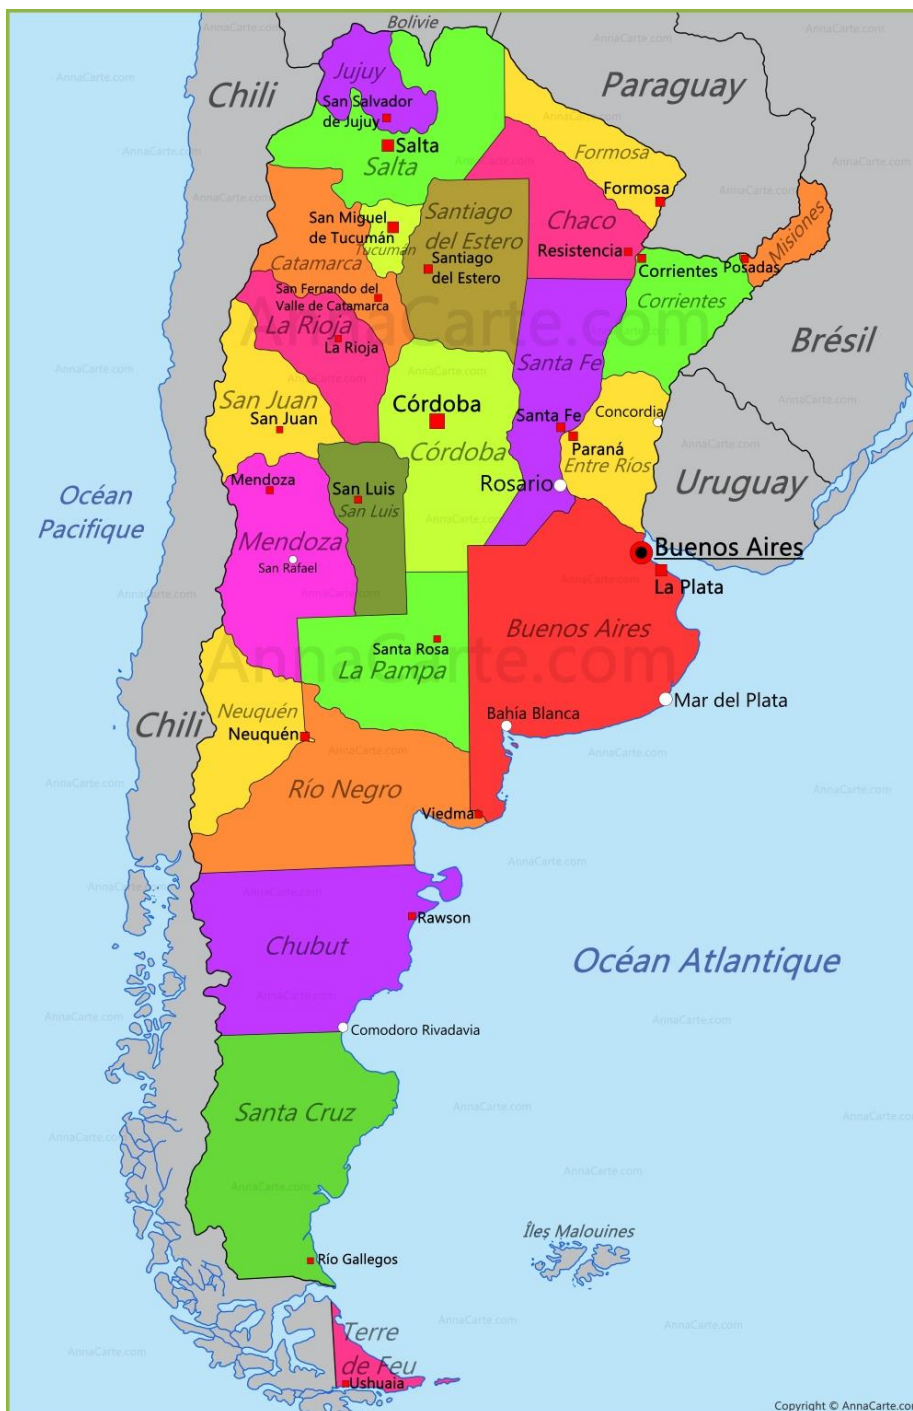 Bolivie
Chili
Paraguay
Jujuy
San Salvador
de Jujuy
Salta
Salta
Formosa
Formosa
Misiones
San Miguel
de Tucumán
Tucumán
Santiago
del Estero
Santiago
del Estero
Chaco
Resistencia
Corrientes
Posadas
Corrientes
Catamarca
San Fernando del
Valle de Catamarca
AnnaCarte.com
La Rioja
La Rioja
Santa Fe
Brésil
San Juan
San Juan
Córdoba
Córdoba
Santa Fe
Concordia
Paraná
Entre Ríos
Rosario
Uruguay
Océan
Pacifique
Mendoza
San Luis
San Luis
Mendoza
San Rafael
Buenos Aires
La Plata
Buenos Aires
Santa Rosa
La Pampa
AnnaCarte.com
Chili
Neuquén
Neuquén
Bahía Blanca
Mar del Plata
Río Negro
Viedma
Rawson
Chubut
Océan Atlantique
Comodoro Rivadavia
Santa Cruz
Îles Malouines
Río Gallegos
Terre
de Feu
Ushuaia
Copyright © AnnaCarte.com